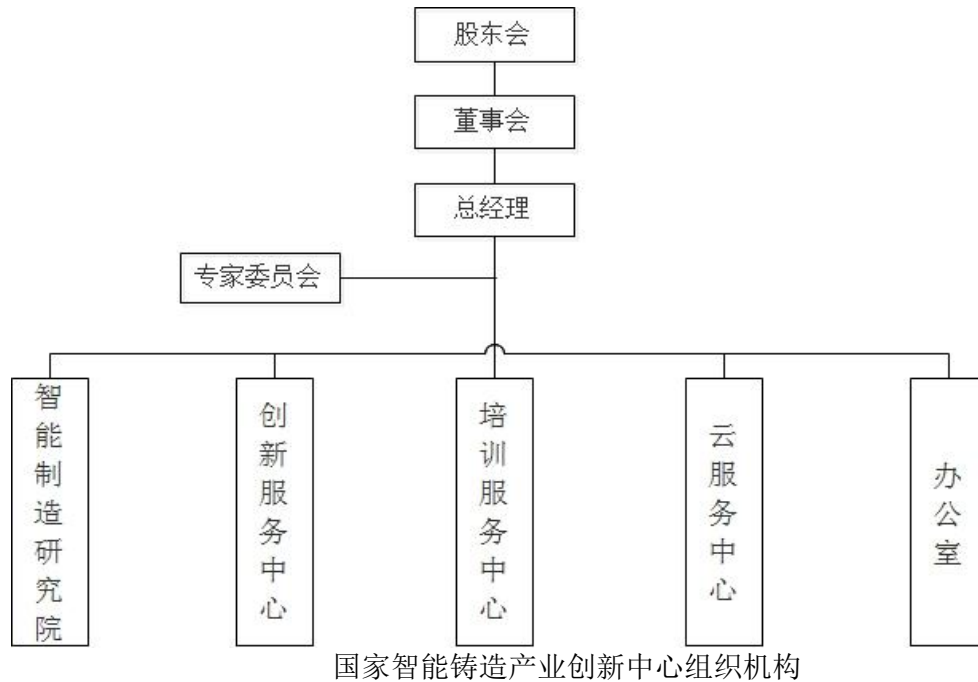 股东会
董事会
总经理
专家委员会
智能制造研究院
创新服务中心
培训服务中心
云服务中心
办公室
国家智能铸造产业创新中心组织机构